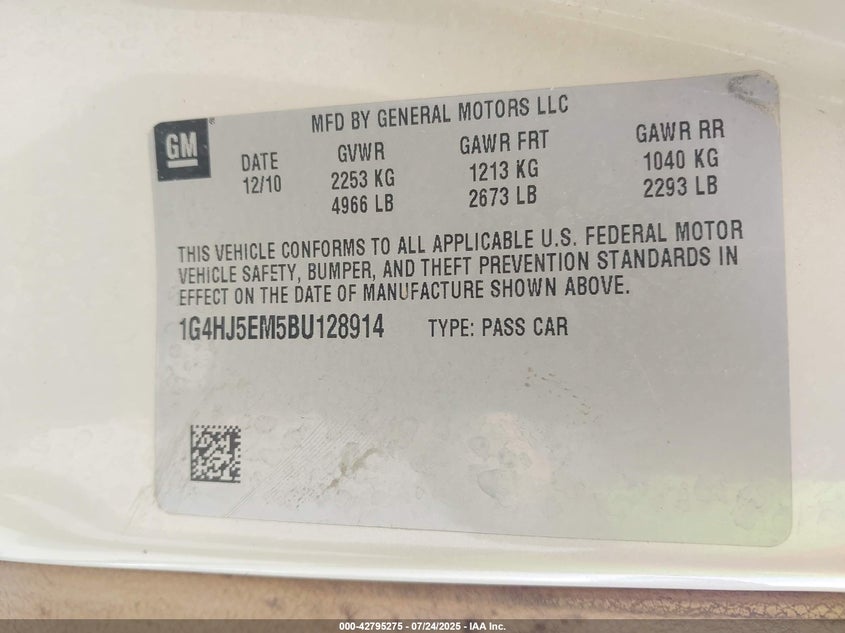 MFD BY GENERAL MOTORS LLC
GM®
DATE GVWR GAWR FRT GAWR RR
12/10 2253 KG 1213 KG 1040 KG
4966 LB 2673 LB 2293 LB
THIS VEHICLE CONFORMS TO ALL APPLICABLE U.S. FEDERAL MOTOR
VEHICLE SAFETY, BUMPER, AND THEFT PREVENTION STANDARDS IN
EFFECT ON THE DATE OF MANUFACTURE SHOWN ABOVE.
1G4HJ5EM5BU128914 TYPE: PASS CAR
000-42795275 - 07/24/2025 - IAA Inc.